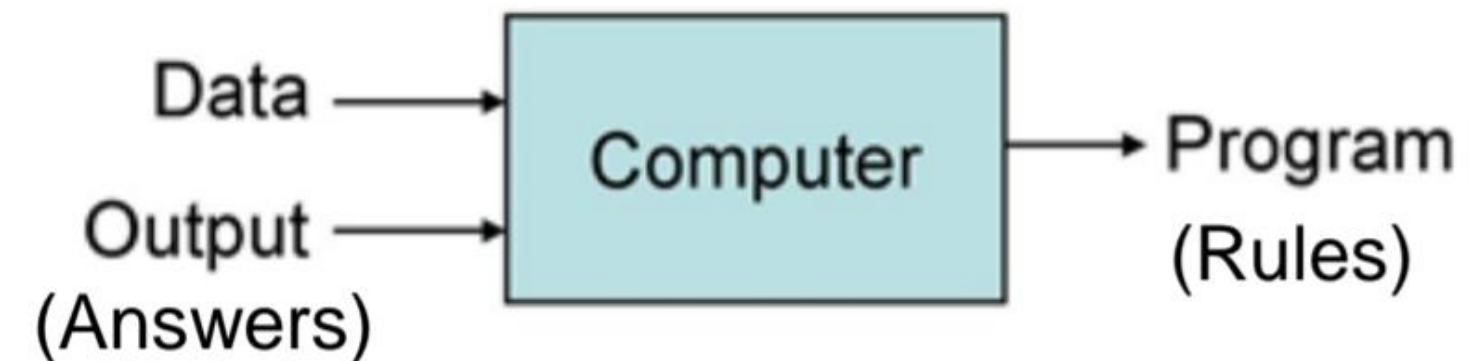 Data
Output
(Answers)
Computer
Program
(Rules)